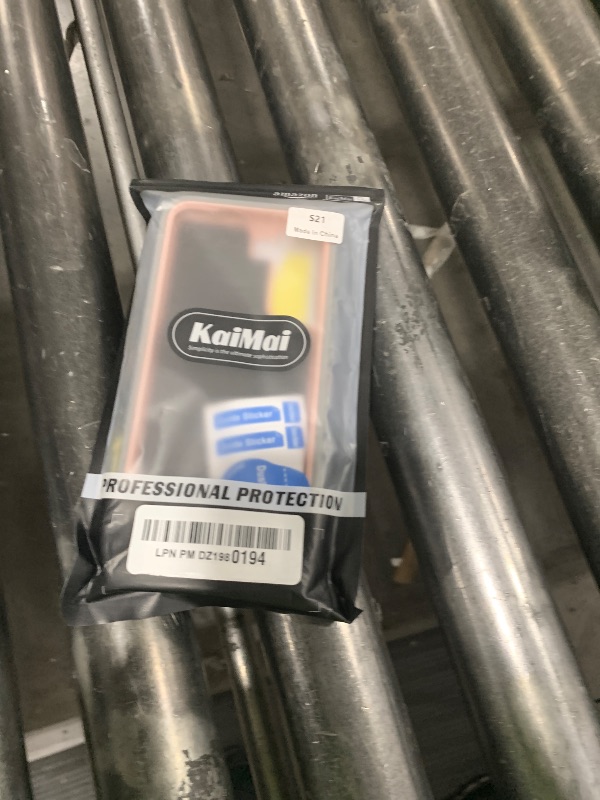 amazon
S21
Made in China
KaiMai
Simplicity is the ultimate sophistication
Guide Sticker
Guide Sticker
PROFESSIONAL PROTECTION
LPN PM DZ198 0194